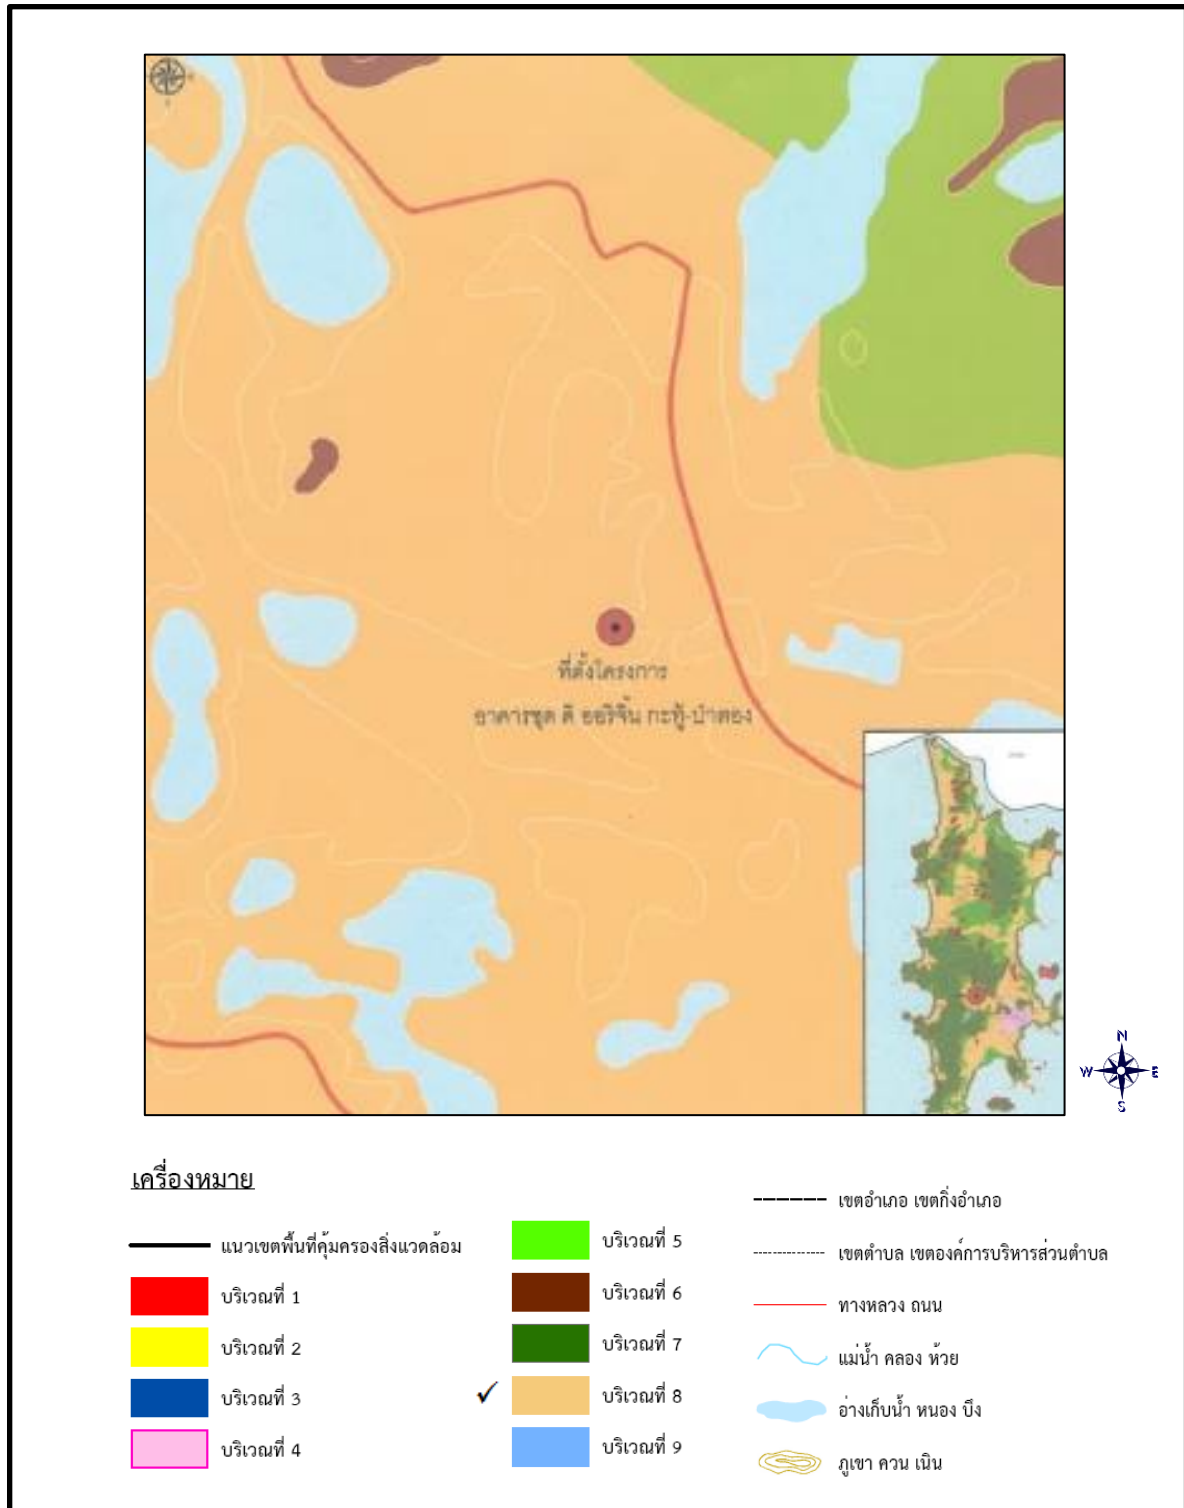 ที่ตั้งโครงการ
อาคารชุด ดิ ออริจิ้น กะทู้-ป่าตอง
N
W E
S
เครื่องหมาย
แนวเขตพื้นที่คุ้มครองสิ่งแวดล้อม
บริเวณที่ 1
บริเวณที่ 2
บริเวณที่ 3
บริเวณที่ 4
บริเวณที่ 5
บริเวณที่ 6
บริเวณที่ 7
บริเวณที่ 8
บริเวณที่ 9
เขตอำเภอ เขตกิ่งอำเภอ
เขตตำบล เขตองค์การบริหารส่วนตำบล
ทางหลวง ถนน
แม่น้ำ คลอง ห้วย
อ่างเก็บน้ำ หนอง บึง
ภูเขา ควน เนิน